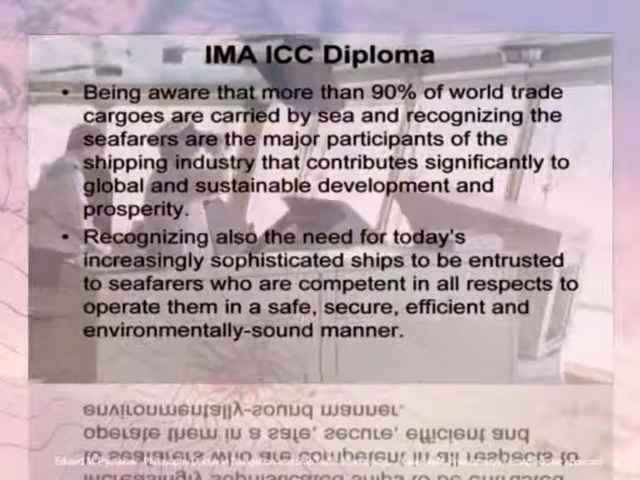 IMA ICC Diploma
• Being aware that more than 90% of world trade
cargoes are carried by sea and recognizing the
seafarers are the major participants of the
shipping industry that contributes significantly to
global and sustainable development and
prosperity.
• Recognizing also the need for today's
increasingly sophisticated ships to be entrusted
to seafarers who are competent in all respects to
operate them in a safe, secure, efficient and
environmentally-sound manner.